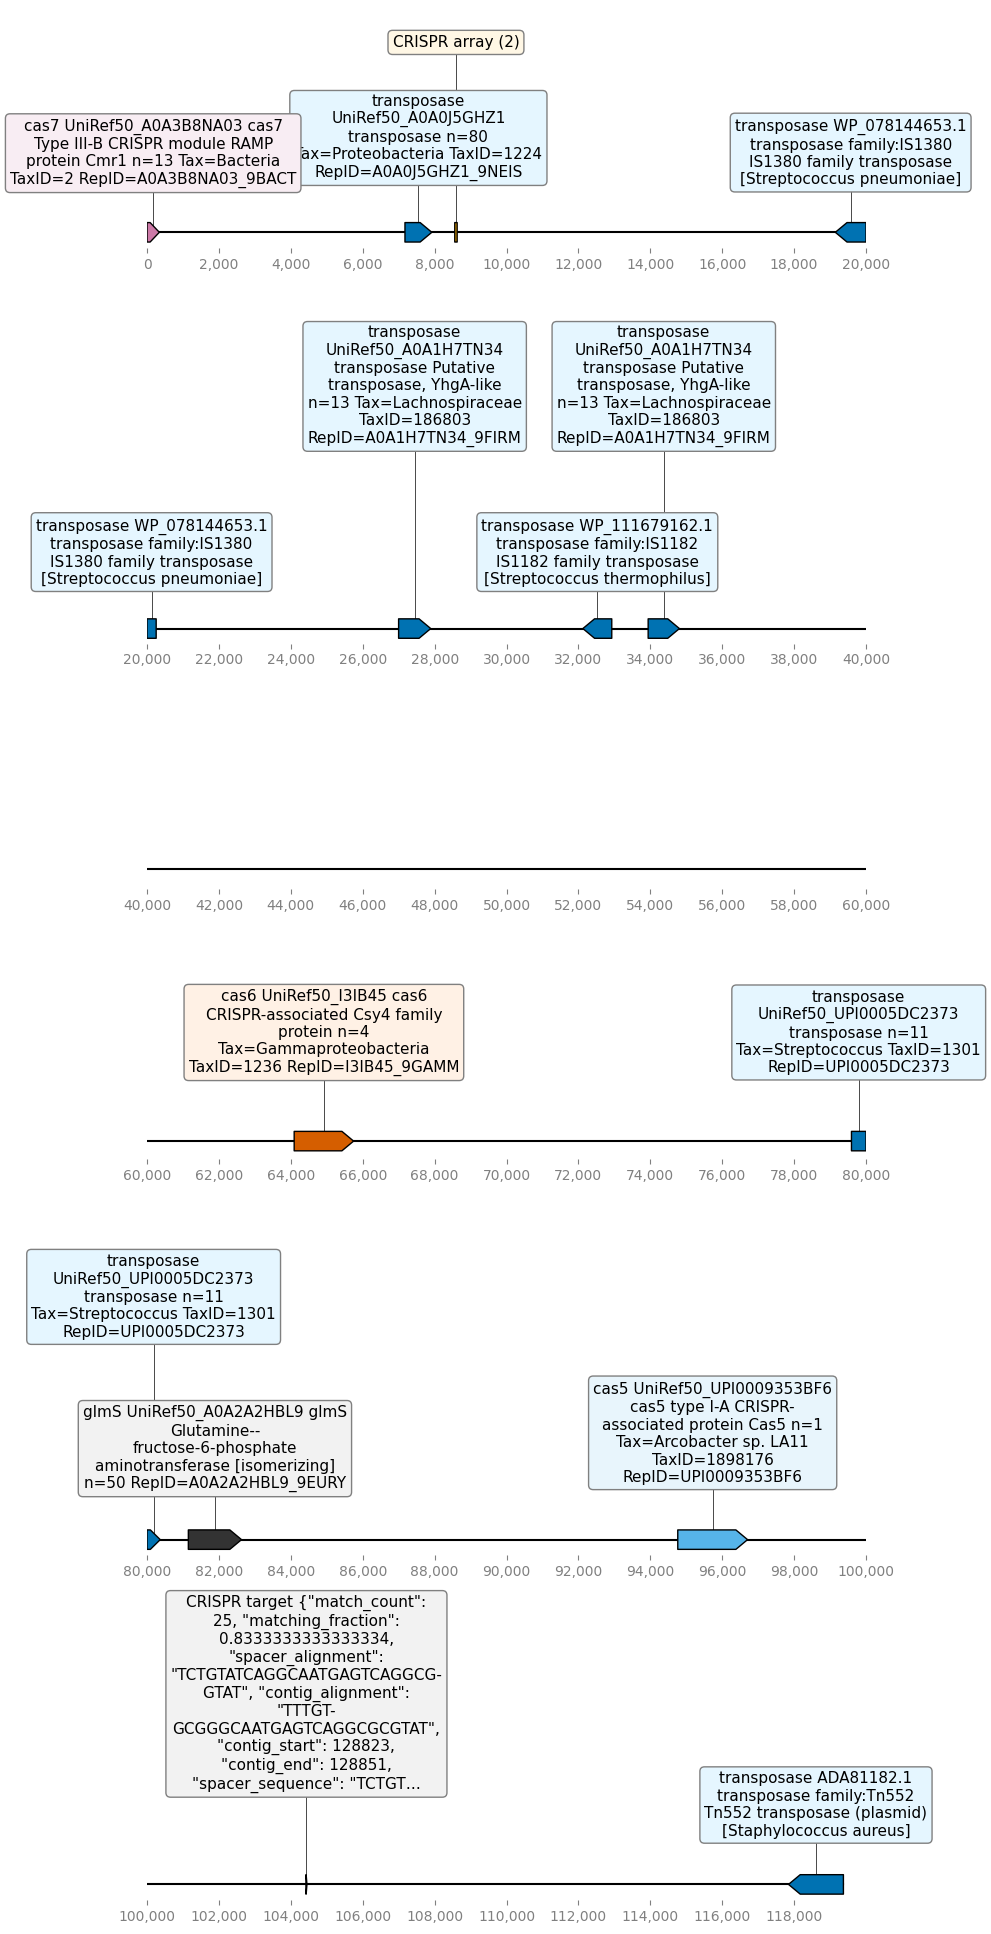 CRISPR array (2)
cas7 UniRef50_A0A3B8NA03 cas7
Type III-B CRISPR module RAMP
protein Cmr1 n=13 Tax=Bacteria
TaxID=2 RepID=A0A3B8NA03_9BACT
transposase
UniRef50_A0A0J5GHZ1
transposase n=80
ax=Proteobacteria TaxID=1224
RepID=A0A0J5GHZ1_9NEIS
transposase WP_078144653.1
transposase family:IS1380
IS1380 family transposase
[Streptococcus pneumoniae]
0 2,000 4,000 6,000 8,000 10,000 12,000 14,000 16,000 18,000 20,000
transposase
UniRef50_A0A1H7TN34
transposase Putative
transposase, YhgA-like
n=13 Tax=Lachnospiraceae
TaxID=186803
RepID=A0A1H7TN34_9FIRM
transposase
UniRef50_A0A1H7TN34
transposase Putative
transposase, YhgA-like
n=13 Tax=Lachnospiraceae
TaxID=186803
RepID=A0A1H7TN34_9FIRM
transposase WP_078144653.1
transposase family:IS1380
IS1380 family transposase
[Streptococcus pneumoniae]
transposase WP_111679162.1
transposase family:IS1182
IS1182 family transposase
[Streptococcus thermophilus]
20,000 22,000 24,000 26,000 28,000 30,000 32,000 34,000 36,000 38,000 40,000
40,000 42,000 44,000 46,000 48,000 50,000 52,000 54,000 56,000 58,000 60,000
cas6 UniRef50_I3IB45 cas6
CRISPR-associated Csy4 family
protein n=4
Tax=Gammaproteobacteria
TaxID=1236 RepID=I3IB45_9GAMM
transposase
UniRef50_UPI0005DC2373
transposase n=11
Tax=Streptococcus TaxID=1301
RepID=UPI0005DC2373
60,000 62,000 64,000 66,000 68,000 70,000 72,000 74,000 76,000 78,000 80,000
transposase
UniRef50_UPI0005DC2373
transposase n=11
Tax=Streptococcus TaxID=1301
RepID=UPI0005DC2373
glmS UniRef50_A0A2A2HBL9 glmS
Glutamine--
fructose-6-phosphate
aminotransferase [isomerizing]
n=50 RepID=A0A2A2HBL9_9EURY
cas5 UniRef50_UPI0009353BF6
cas5 type I-A CRISPR-
associated protein Cas5 n=1
Tax=Arcobacter sp. LA11
TaxID=1898176
RepID=UPI0009353BF6
80,000 82,000 84,000 86,000 88,000 90,000 92,000 94,000 96,000 98,000 100,000
CRISPR target {"match_count":
25, "matching_fraction":
0.8333333333333334,
"spacer_alignment":
"TCTGTATCAGGCAATGAGTCAGGCG-
GTAT", "contig_alignment":
"TTTGT-
GCGGGCAATGAGTCAGGCGCGTAT",
"contig_start": 128823,
"contig_end": 128851,
"spacer_sequence": "TCTGT...
transposase ADA81182.1
transposase family:Tn552
Tn552 transposase (plasmid)
[Staphylococcus aureus]
100,000 102,000 104,000 106,000 108,000 110,000 112,000 114,000 116,000 118,000